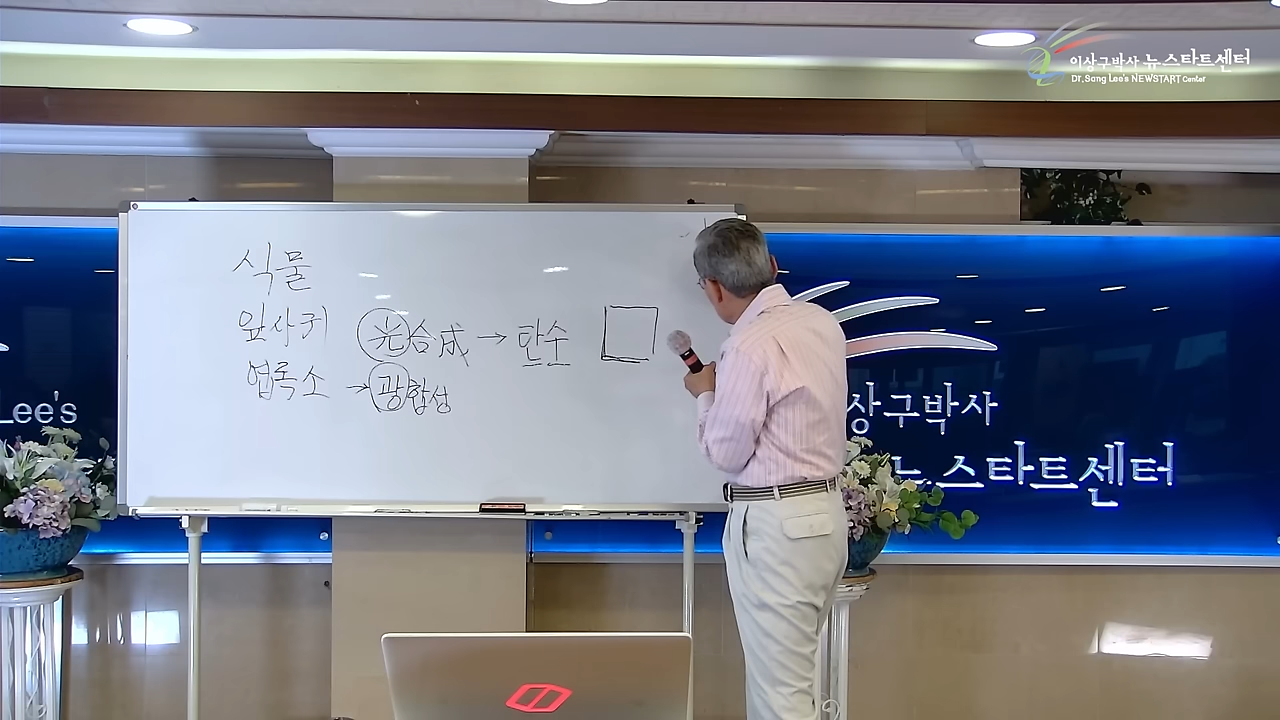 이상구박사 뉴스타트센터
Dr. Sang Lee's NEWSTART Center
식물
잎사귀 光合成 → 탄소
엽록소 → 광합성
Lee's
상구박사
뉴스타트센터